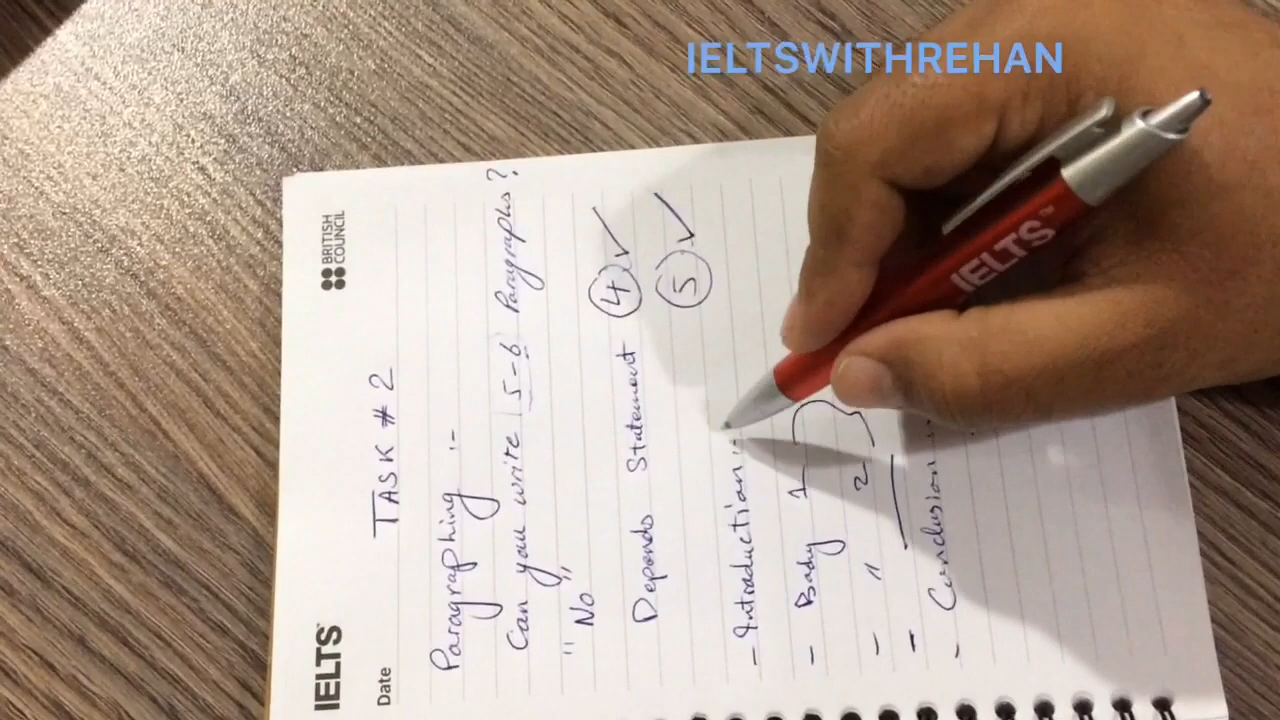 IELTSWITHREHAN
IELTS BRITISH COUNCIL
Date
TASK # 2
Paragraphing :-
Can you write 5-6 Paragraphs?
"No"
Depends Statement 4 ✓
5 ✓
- Introduction :-
- Body 1
- " 2
-
- Conclusion
IELTS™